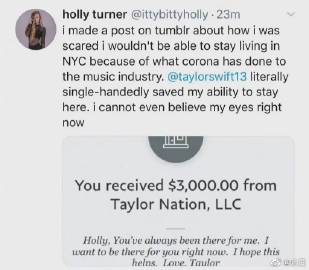 holly turner @ittybittyholly · 23m
i made a post on tumblr about how i was
scared i wouldn't be able to stay living in
NYC because of what corona has done to
the music industry. @taylorswift13 literally
single-handedly saved my ability to stay
here. i cannot even believe my eyes right
now
You received $3,000.00 from
Taylor Nation, LLC
Holly, You've always been there for me. I
want to be there for you right now. I hope this
helps. Love, Taylor